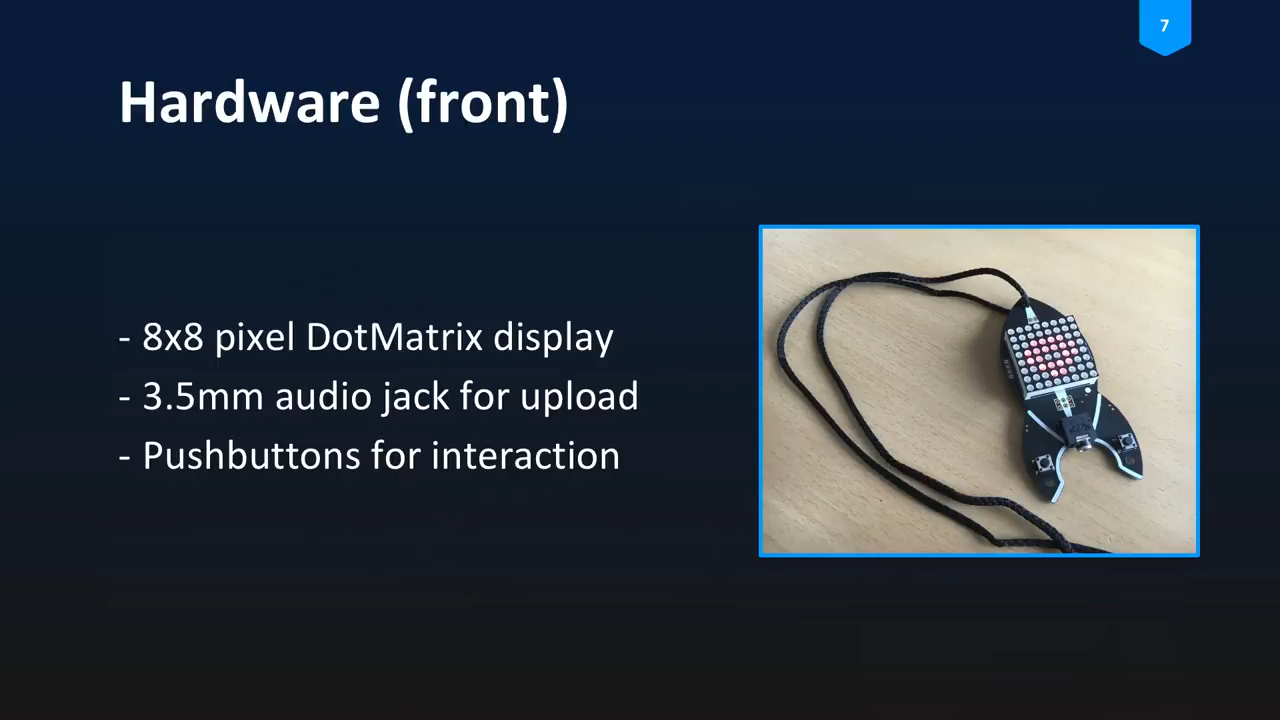 7
Hardware (front)
- 8x8 pixel DotMatrix display
- 3.5mm audio jack for upload
- Pushbuttons for interaction